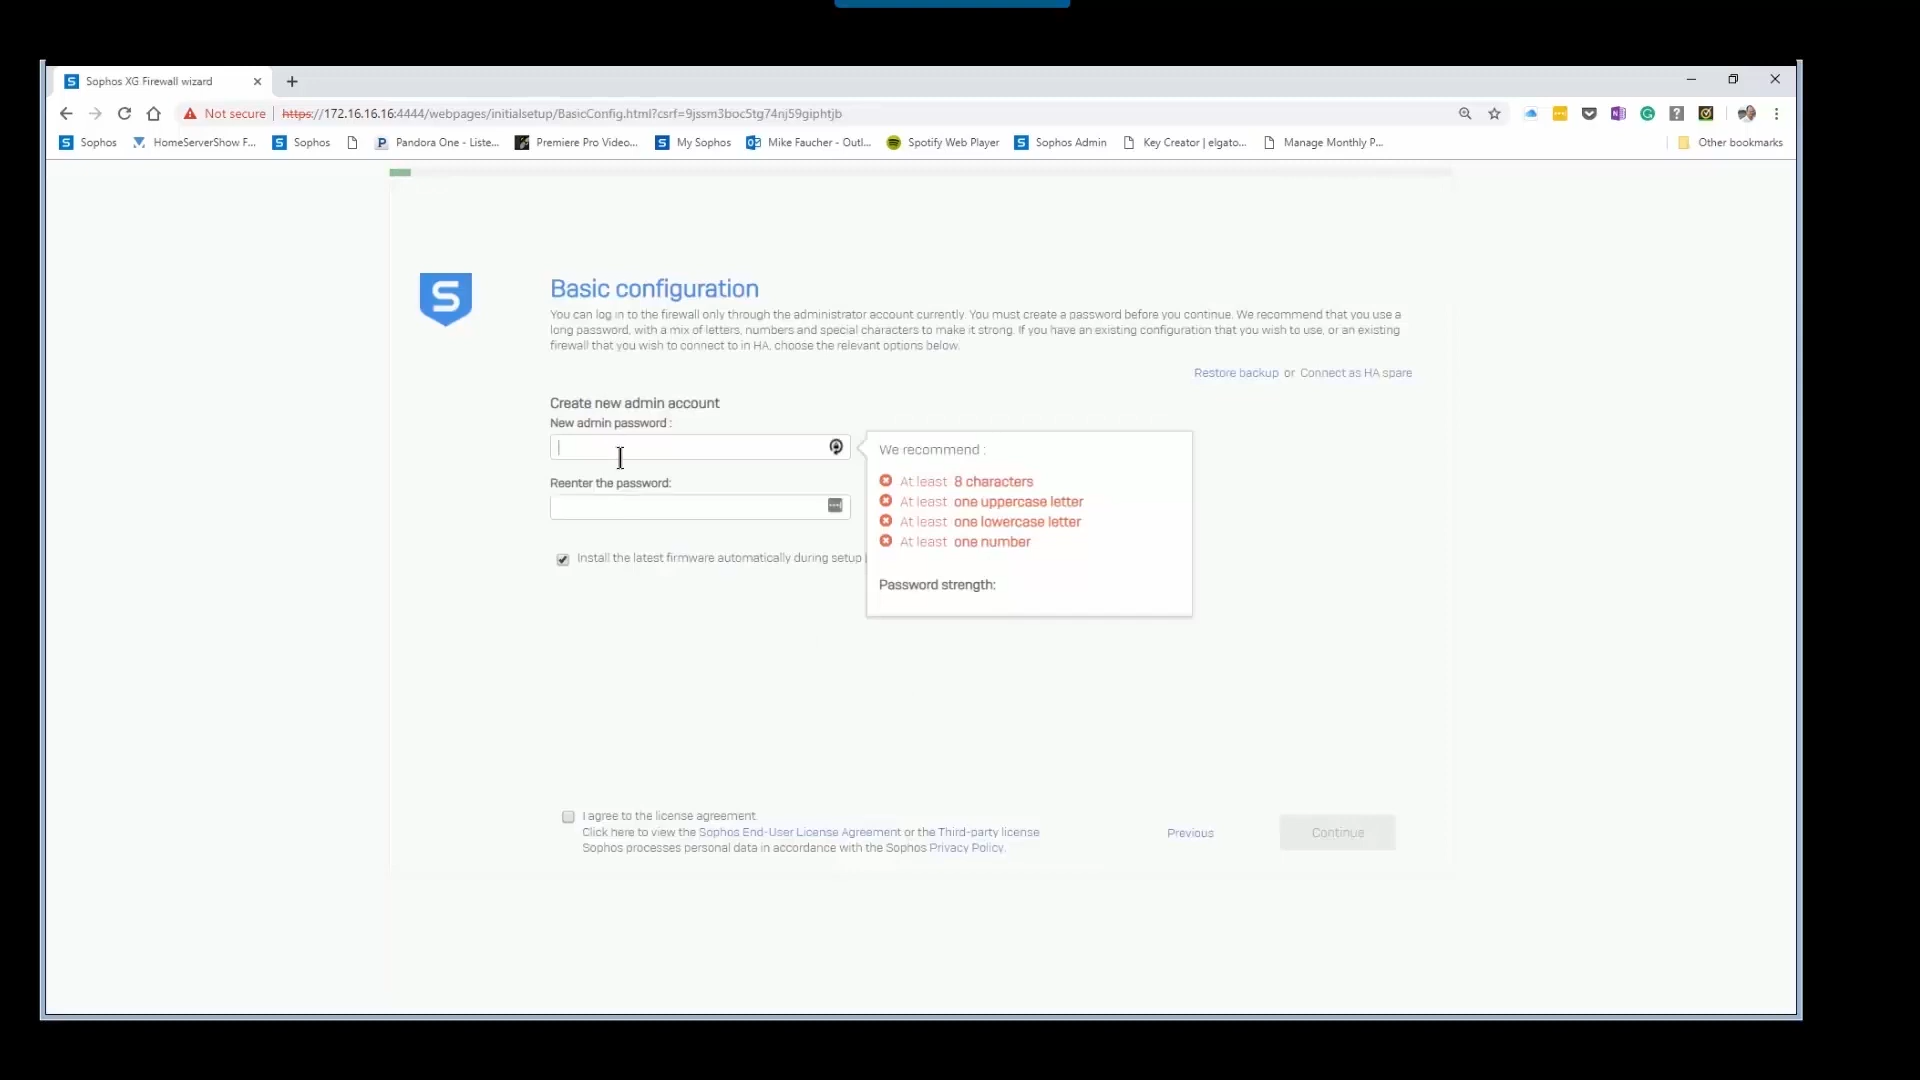 Sophos XG Firewall wizard
Not secure https://172.16.16.16:4444/webpages/initialsetup/BasicConfig.html?csrf=9jssm3boc5tg74nj59giphtjb
Sophos HomeServerShow F... Sophos Pandora One - Liste... Premiere Pro Video... My Sophos Mike Faucher - Outl... Spotify Web Player Sophos Admin Key Creator | elgato... Manage Monthly P... Other bookmarks
S
Basic configuration
You can log in to the firewall only through the administrator account currently. You must create a password before you continue. We recommend that you use a
long password, with a mix of letters, numbers and special characters to make it strong. If you have an existing configuration that you wish to use, or an existing
firewall that you wish to connect to in HA, choose the relevant options below.
Restore backup or Connect as HA spare
Create new admin account
New admin password :
Reenter the password:
Install the latest firmware automatically during setup
We recommend :
At least 8 characters
At least one uppercase letter
At least one lowercase letter
At least one number
Password strength:
I agree to the license agreement
Click here to view the Sophos End-User License Agreement or the Third-party license
Sophos processes personal data in accordance with the Sophos Privacy Policy.
Previous
Continue